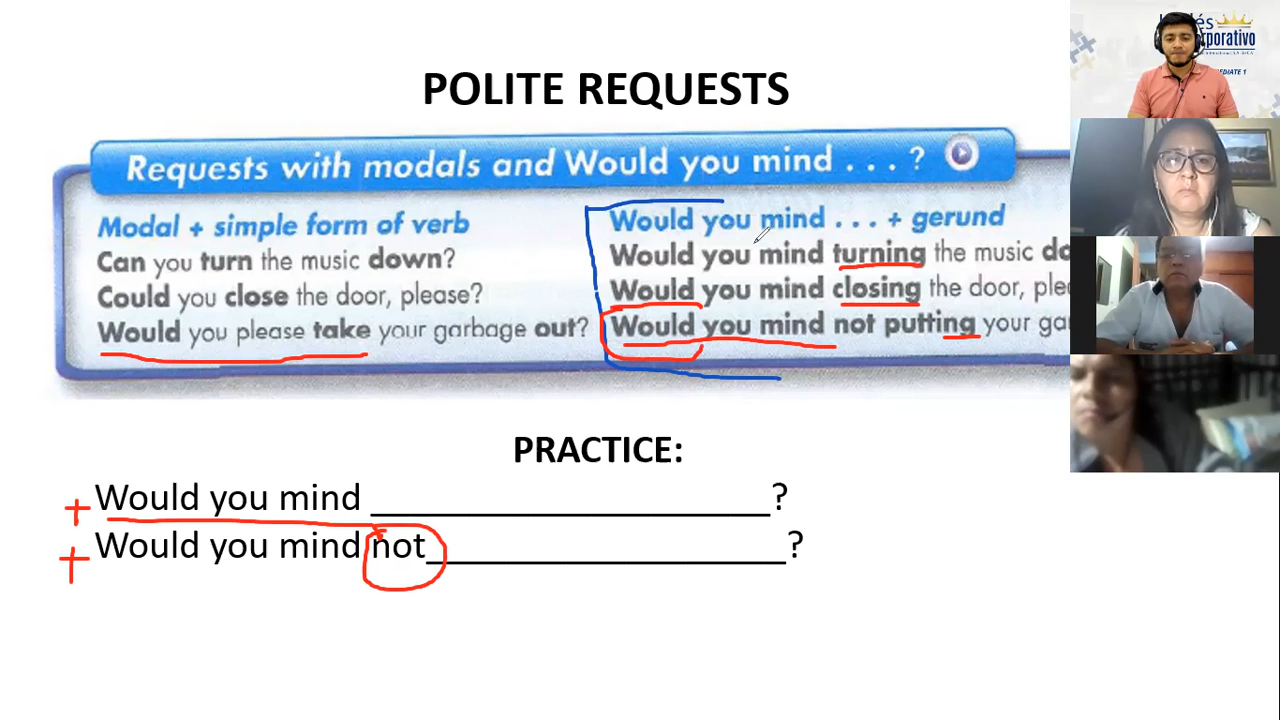 POLITE REQUESTS
Requests with modals and Would you mind . . . ?
Modal + simple form of verb
Can you turn the music down?
Could you close the door, please?
Would you please take your garbage out?
Would you mind . . . + gerund
Would you mind turning the music
Would you mind closing the door,
Would you mind not putting your
PRACTICE:
+ Would you mind ____________________?
+ Would you mind not__________________?